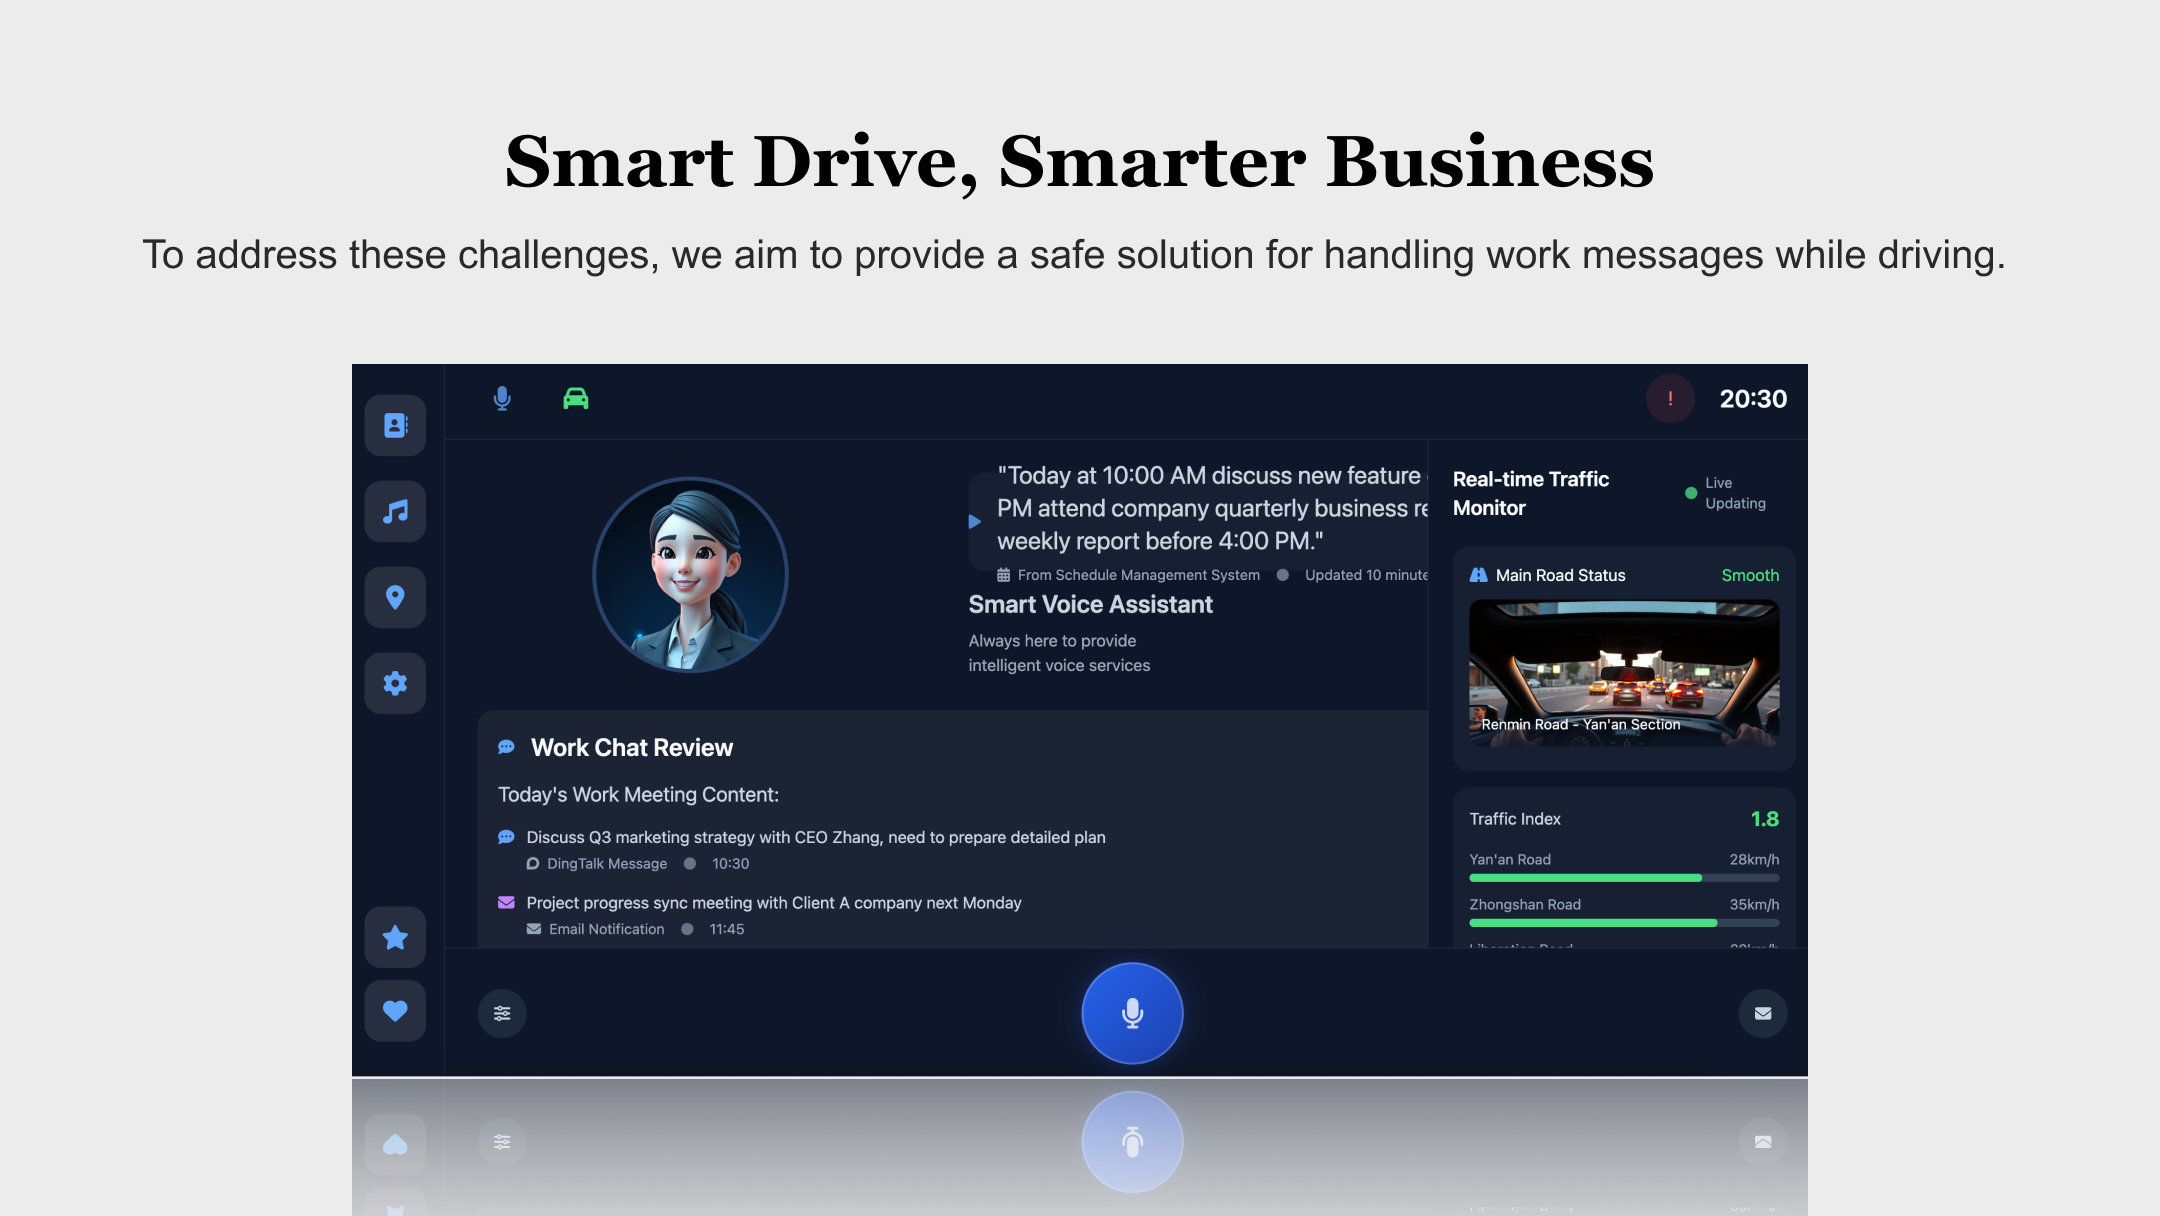 Smart Drive, Smarter Business
To address these challenges, we aim to provide a safe solution for handling work messages while driving.
20:30
"Today at 10:00 AM discuss new feature
PM attend company quarterly business re
weekly report before 4:00 PM."
From Schedule Management System Updated 10 minute
Smart Voice Assistant
Always here to provide
intelligent voice services
Work Chat Review
Today's Work Meeting Content:
Discuss Q3 marketing strategy with CEO Zhang, need to prepare detailed plan
DingTalk Message 10:30
Project progress sync meeting with Client A company next Monday
Email Notification 11:45
Real-time Traffic
Monitor
Live
Updating
Main Road Status Smooth
Renmin Road - Yan'an Section
Traffic Index 1.8
Yan'an Road 28km/h
Zhongshan Road 35km/h